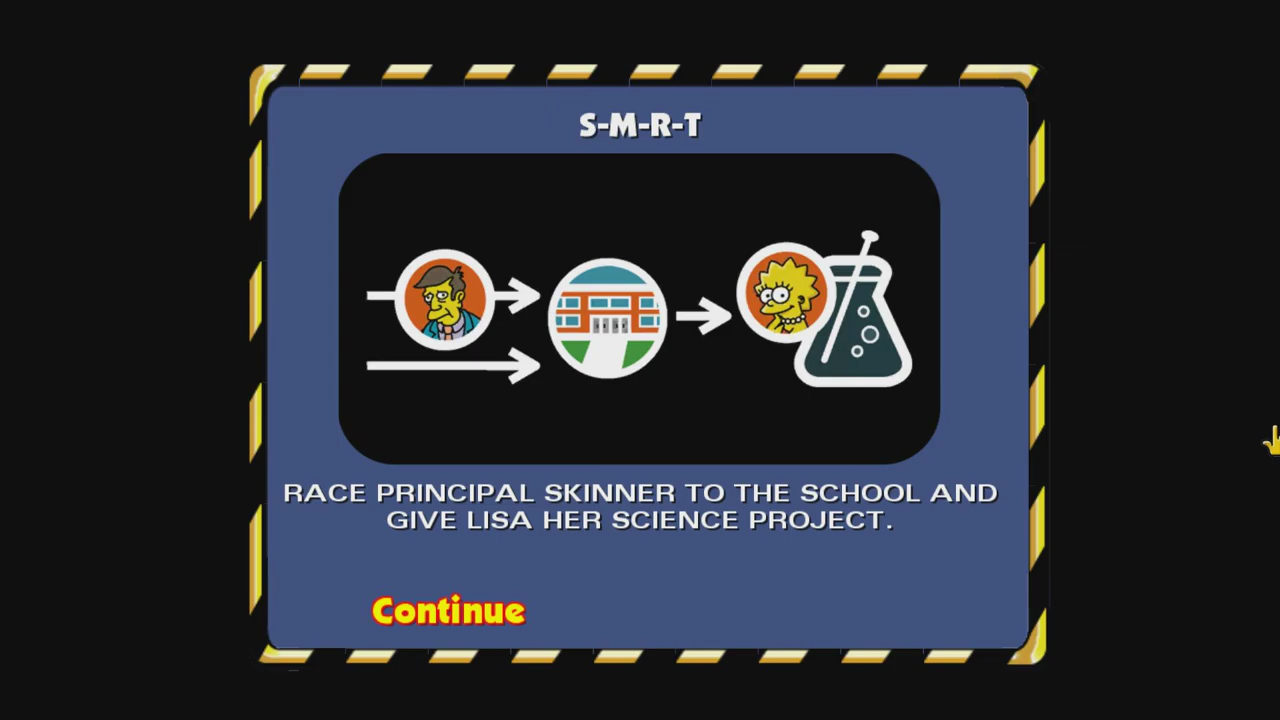 S-M-R-T
RACE PRINCIPAL SKINNER TO THE SCHOOL AND
GIVE LISA HER SCIENCE PROJECT.
Continue